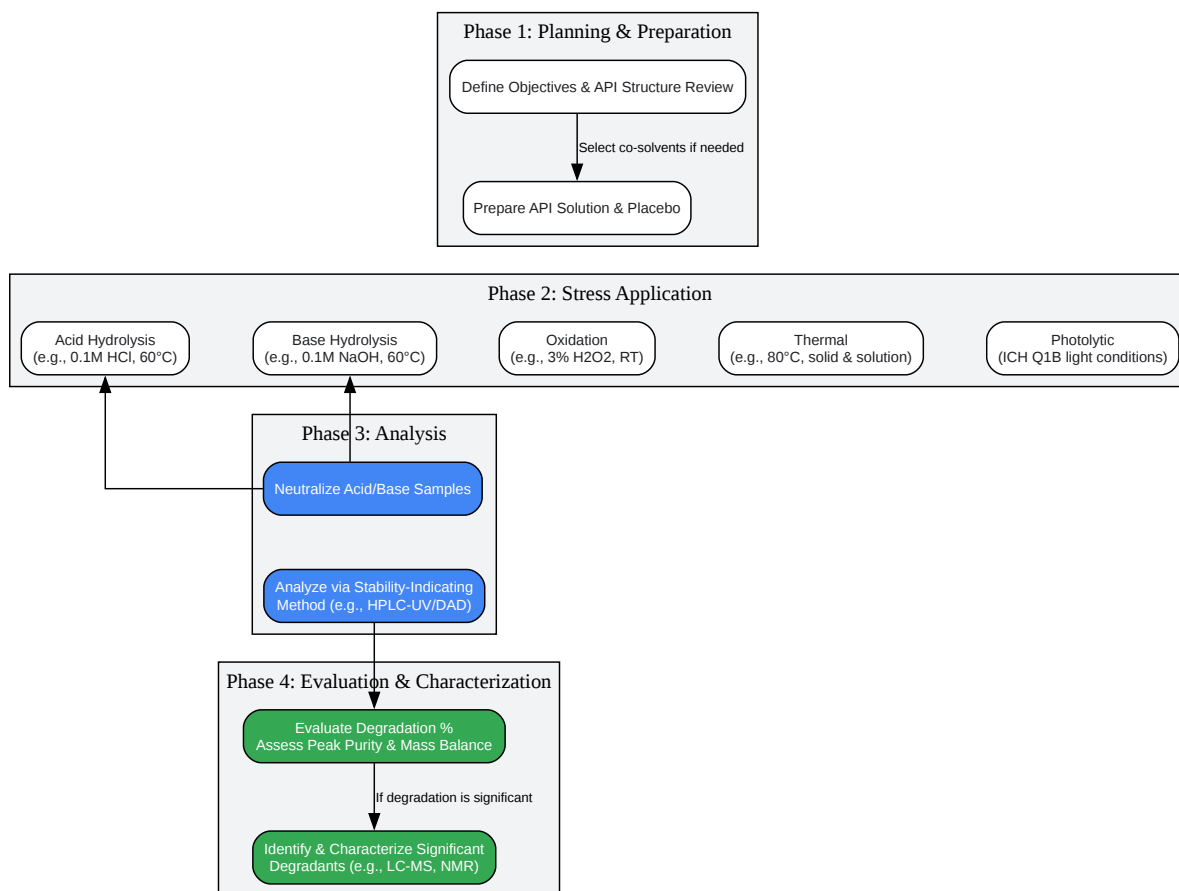 Phase 1: Planning & Preparation
Define Objectives & API Structure Review
Select co-solvents if needed
Prepare API Solution & Placebo
Phase 2: Stress Application
Acid Hydrolysis
(e.g., 0.1M HCl, 60°C)
Base Hydrolysis
(e.g., 0.1M NaOH, 60°C)
Oxidation
(e.g., 3% H2O2, RT)
Thermal
(e.g., 80°C, solid & solution)
Photolytic
(ICH Q1B light conditions)
Phase 3: Analysis
Neutralize Acid/Base Samples
Analyze via Stability-Indicating
Method (e.g., HPLC-UV/DAD)
Phase 4: Evaluation & Characterization
Evaluate Degradation %
Assess Peak Purity & Mass Balance
If degradation is significant
Identify & Characterize Significant
Degradants (e.g., LC-MS, NMR)